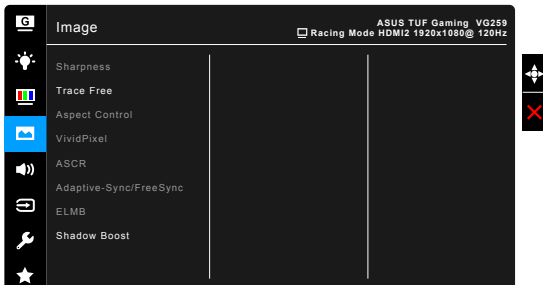 G
Image
ASUS TUF Gaming VG259
Racing Mode HDMI2 1920x1080@ 120Hz
Sharpness
Trace Free
Aspect Control
VividPixel
ASCR
Adaptive-Sync/FreeSync
ELMB
Shadow Boost